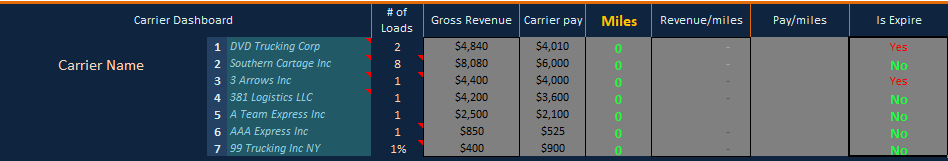 Carrier Dashboard # of Loads Gross Revenue Carrier pay Miles Revenue/miles Pay/miles Is Expire
Carrier Name
1 DVD Trucking Corp 2 $4,840 $4,010 0 - Yes
2 Southern Cartage Inc 8 $8,080 $6,000 0 - No
3 3 Arrows Inc 1 $4,400 $4,000 0 - Yes
4 381 Logistics LLC 1 $4,200 $3,600 0 - No
5 A Team Express Inc 1 $2,500 $2,100 0 - No
6 AAA Express Inc 1 $850 $525 0 - No
7 99 Trucking Inc NY 1% $400 $900 0 - No